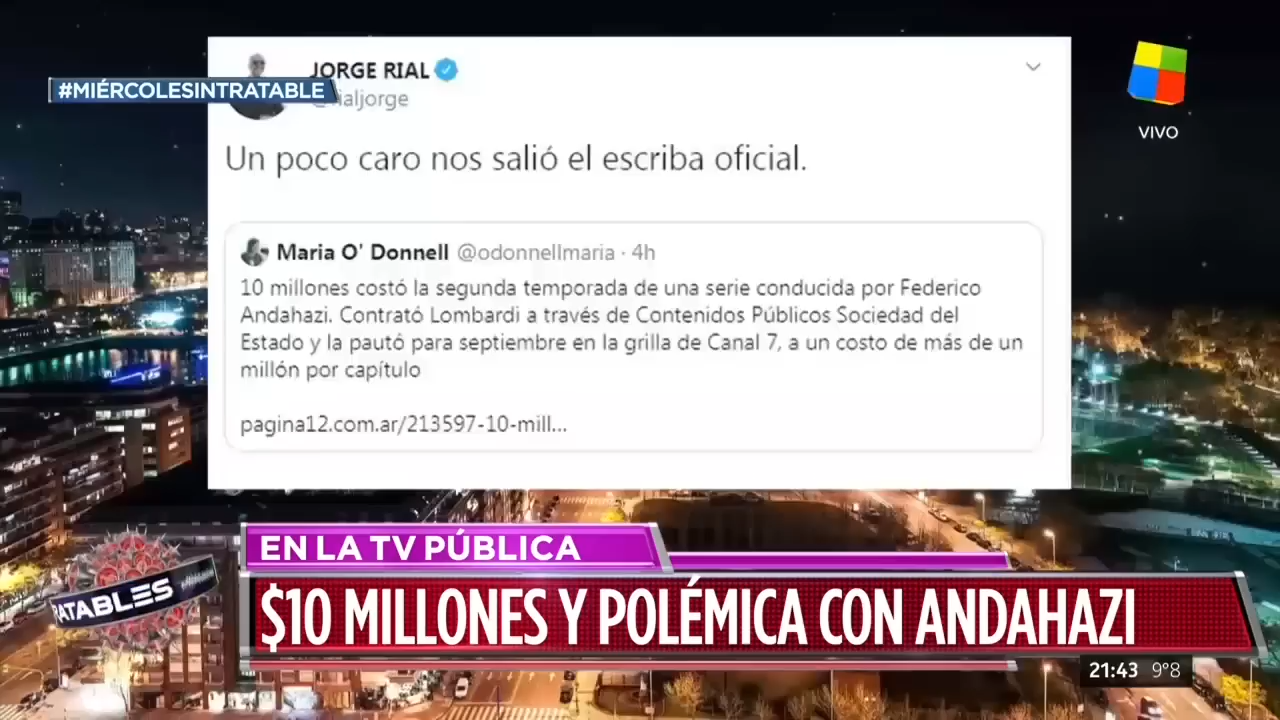 #MIÉRCOLESINTRATABLE
JORGE RIAL
ialjorge
VIVO
Un poco caro nos salió el escriba oficial.
Maria O' Donnell @odonnellmaria · 4h
10 millones costó la segunda temporada de una serie conducida por Federico
Andahazi. Contrató Lombardi a través de Contenidos Públicos Sociedad del
Estado y la pautó para septiembre en la grilla de Canal 7, a un costo de más de un
millón por capítulo
pagina12.com.ar/213597-10-mill...
EN LA TV PÚBLICA
RATABLES
$10 MILLONES Y POLÉMICA CON ANDAHAZI
21:43 9°8